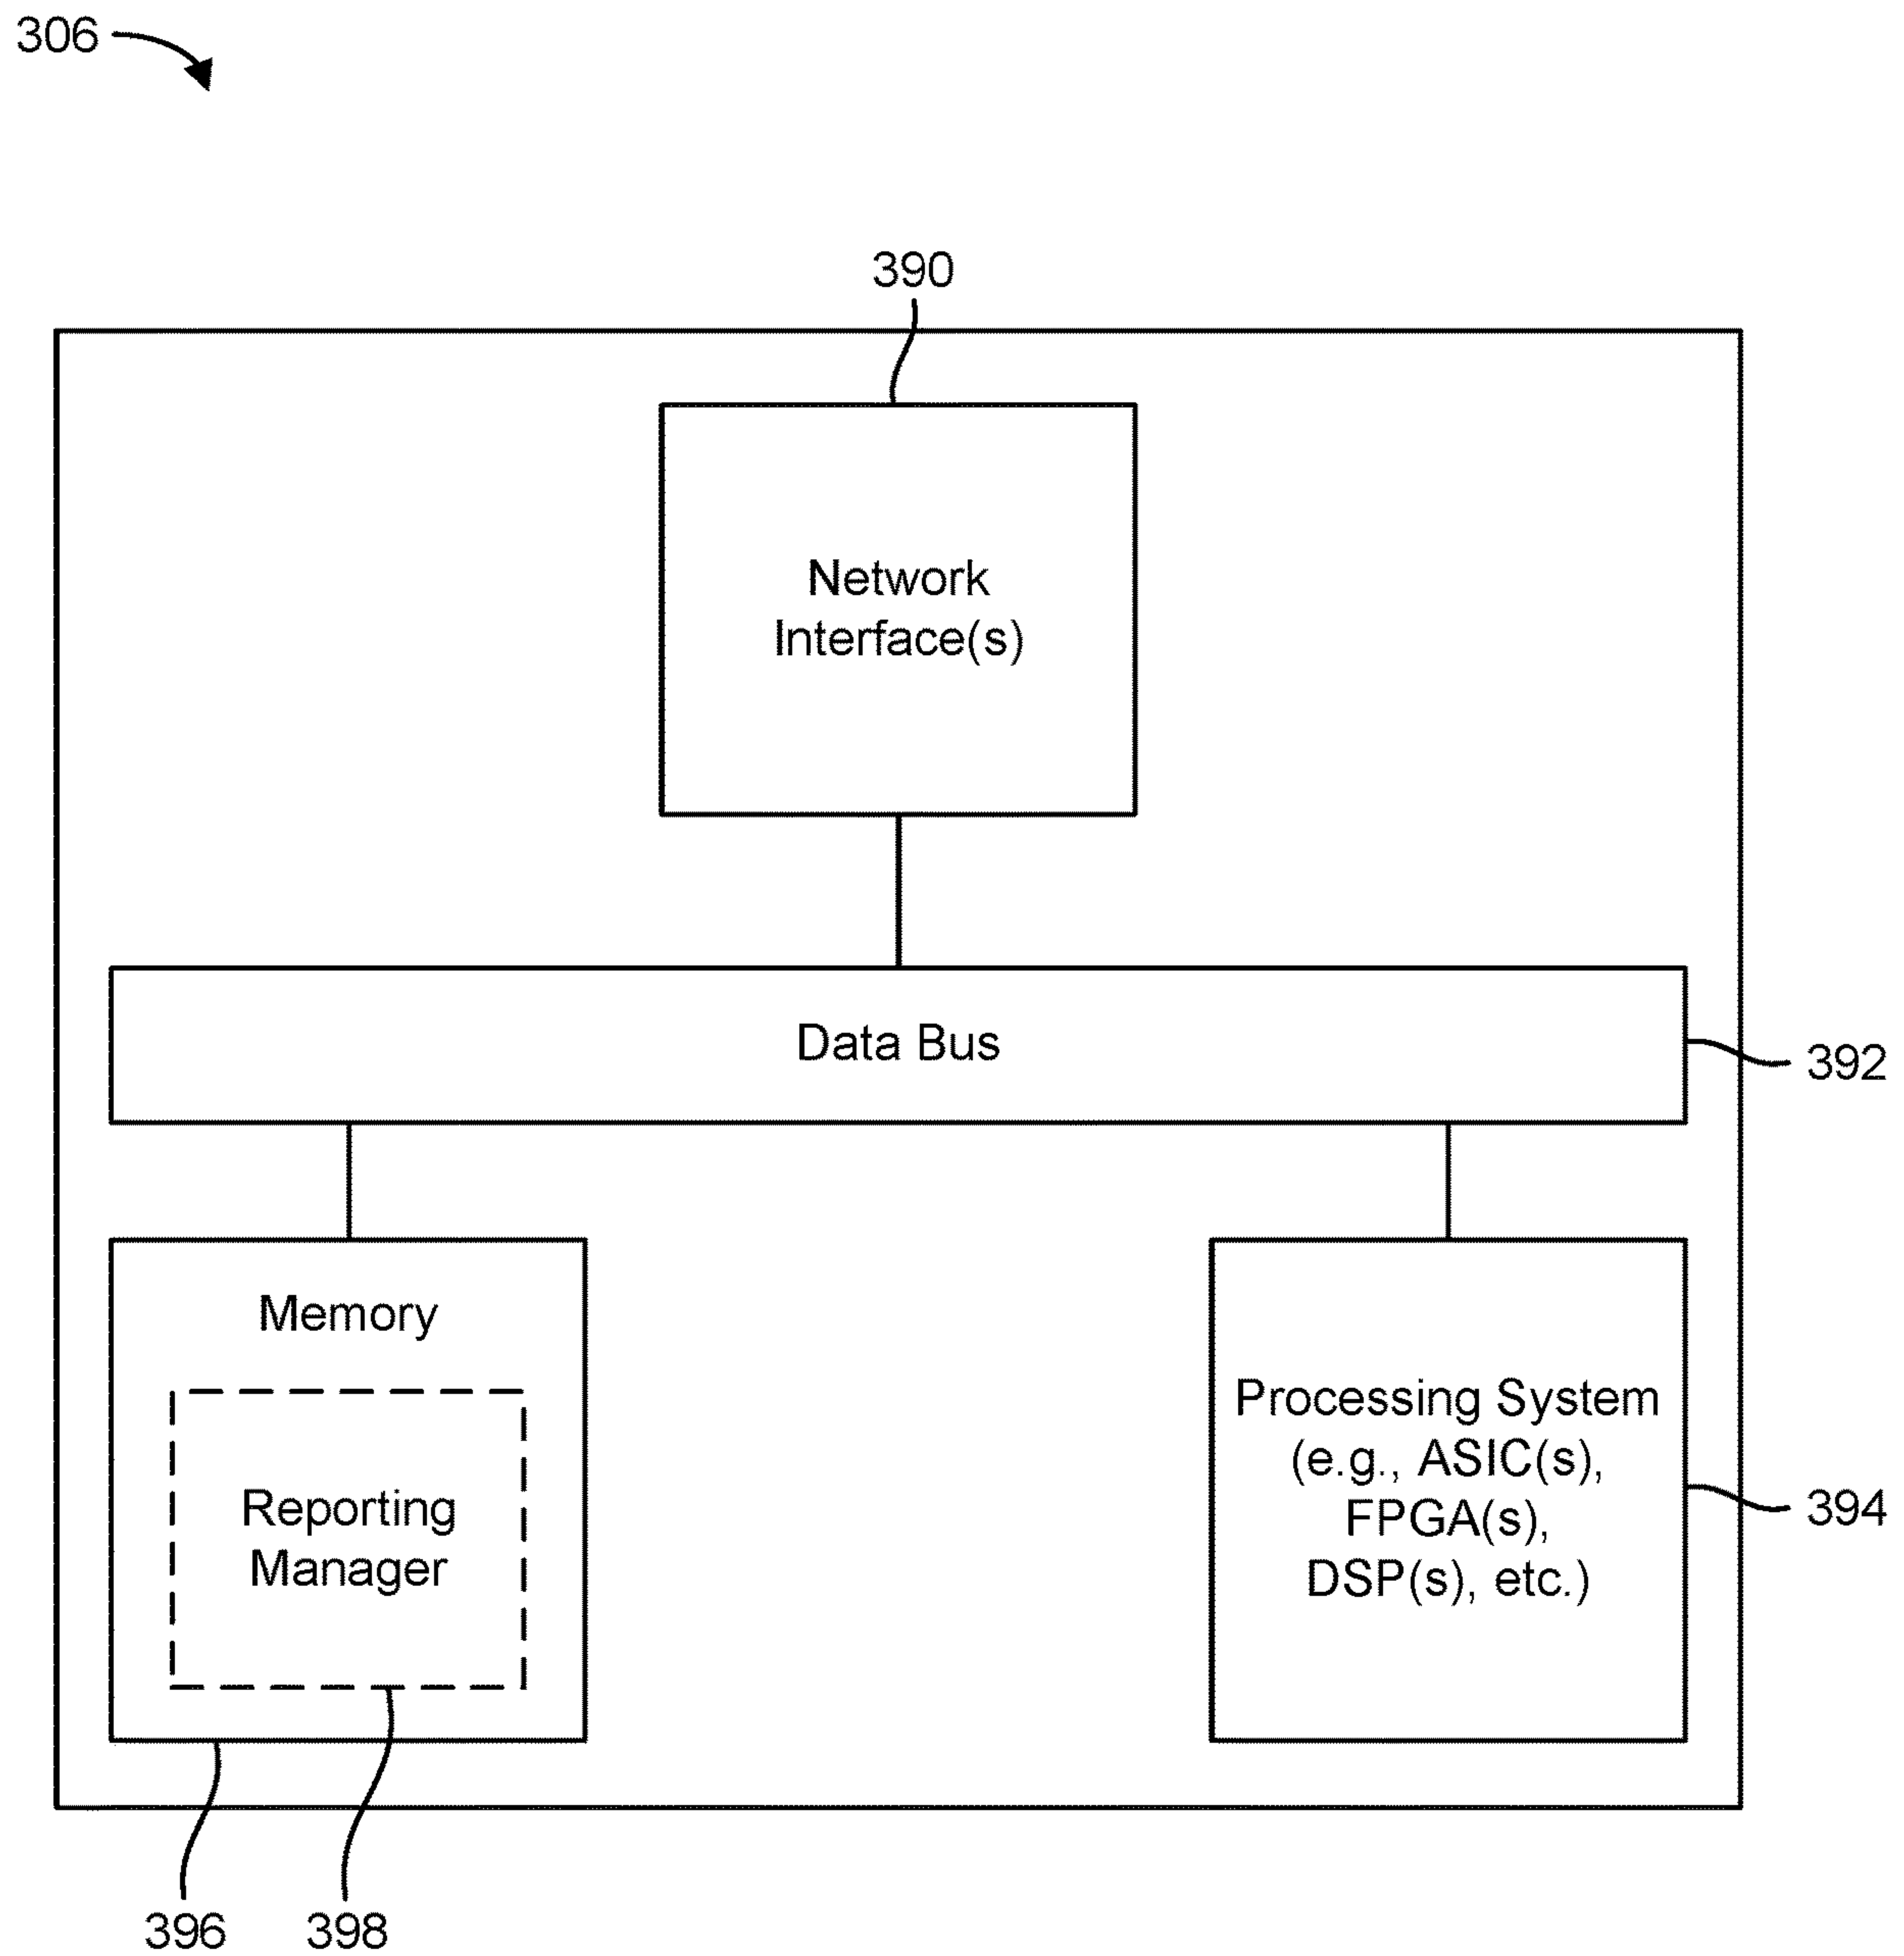 306
390
Network
Interface(s)
Data Bus
392
Memory
Reporting
Manager
Processing System
(e.g., ASIC(s),
FPGA(s),
DSP(s), etc.)
394
396
398